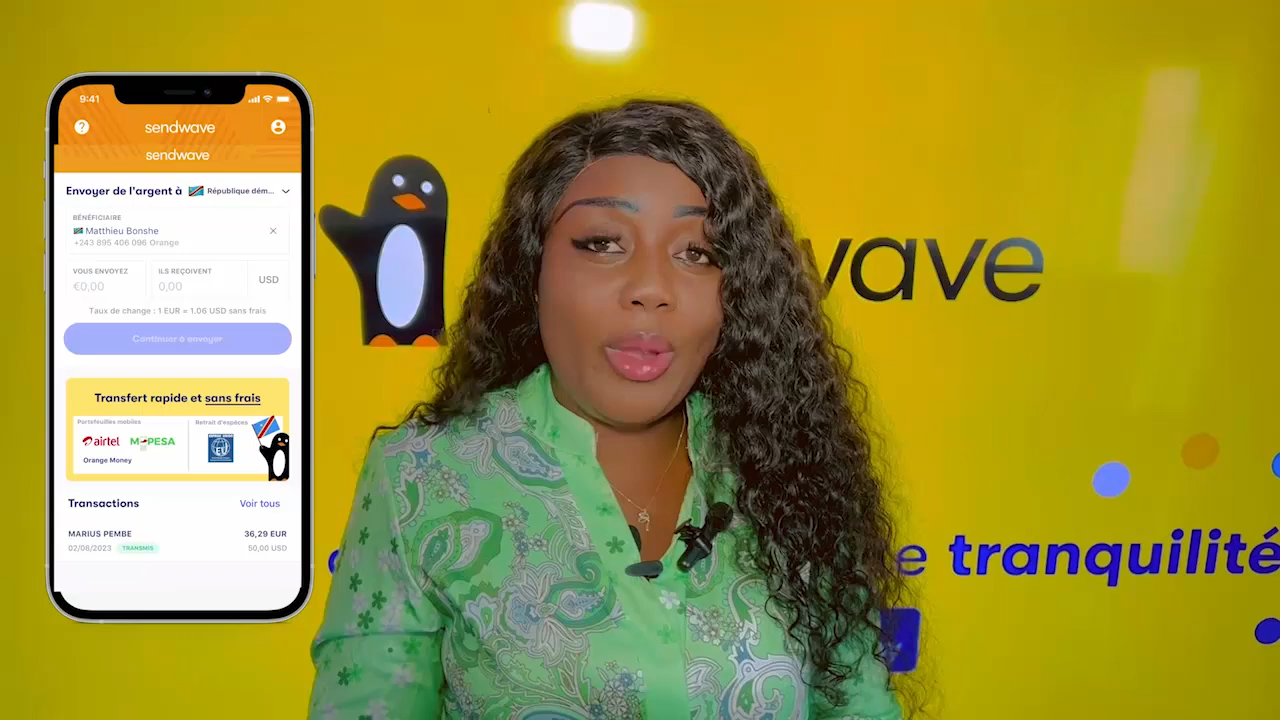 9:41
sendwave
sendwave
Envoyer de l'argent à République dém...
BÉNÉFICIAIRE
Matthieu Bonshe
+243 895 406 096 Orange
VOUS ENVOYEZ
ILS REÇOIVENT
€0,00
0,00
USD
Taux de change : 1 EUR = 1.06 USD sans frais
Continuer à envoyer
Transfert rapide et sans frais
Portefeuilles mobiles
Retrait d'espèces
airtel
M-PESA
EU
Orange Money
Transactions
Voir tous
MARIUS PEMBE
36,29 EUR
02/08/2023
TRANSMIS
50,00 USD
wave
e tranquilité